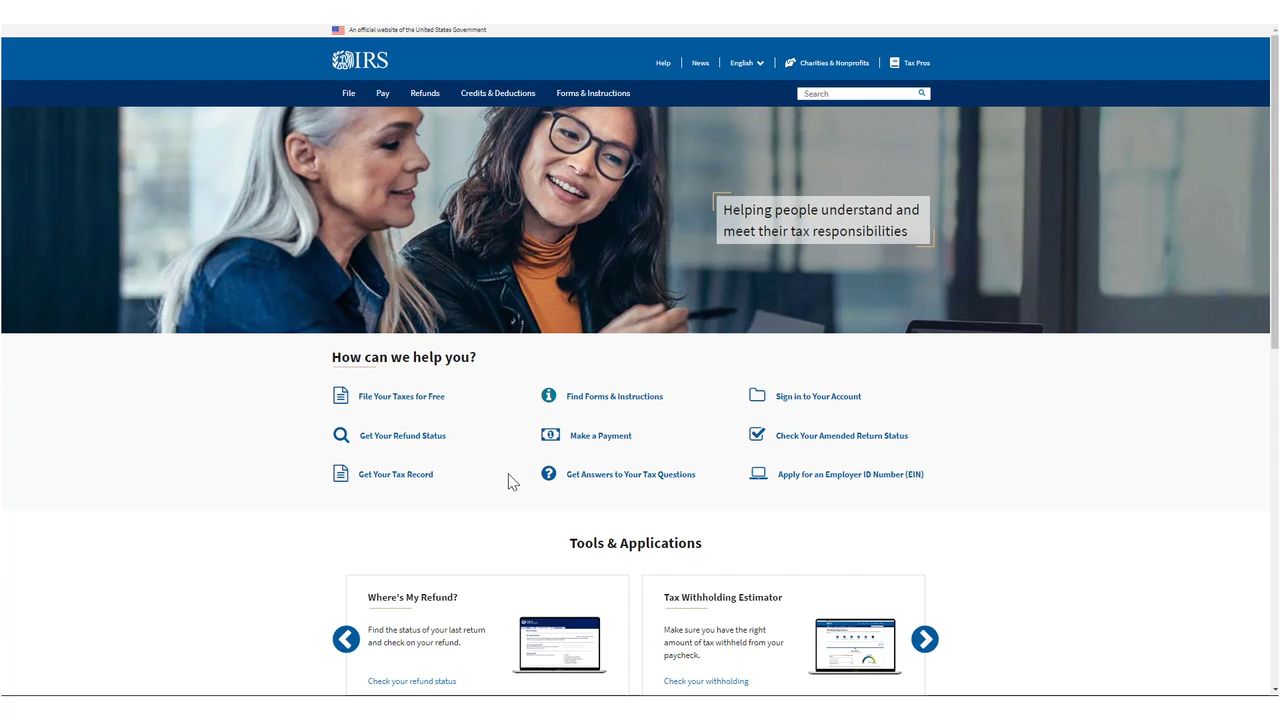 An official website of the United States Government
IRS
Help
News
English
Charities & Nonprofits
Tax Pros
File
Pay
Refunds
Credits & Deductions
Forms & Instructions
Search
Helping people understand and
meet their tax responsibilities
How can we help you?
File Your Taxes for Free
Find Forms & Instructions
Sign in to Your Account
Get Your Refund Status
Make a Payment
Check Your Amended Return Status
Get Your Tax Record
Get Answers to Your Tax Questions
Apply for an Employer ID Number (EIN)
Tools & Applications
Where's My Refund?
Find the status of your last return
and check on your refund.
Check your refund status
Tax Withholding Estimator
Make sure you have the right
amount of tax withheld from your
paycheck.
Check your withholding